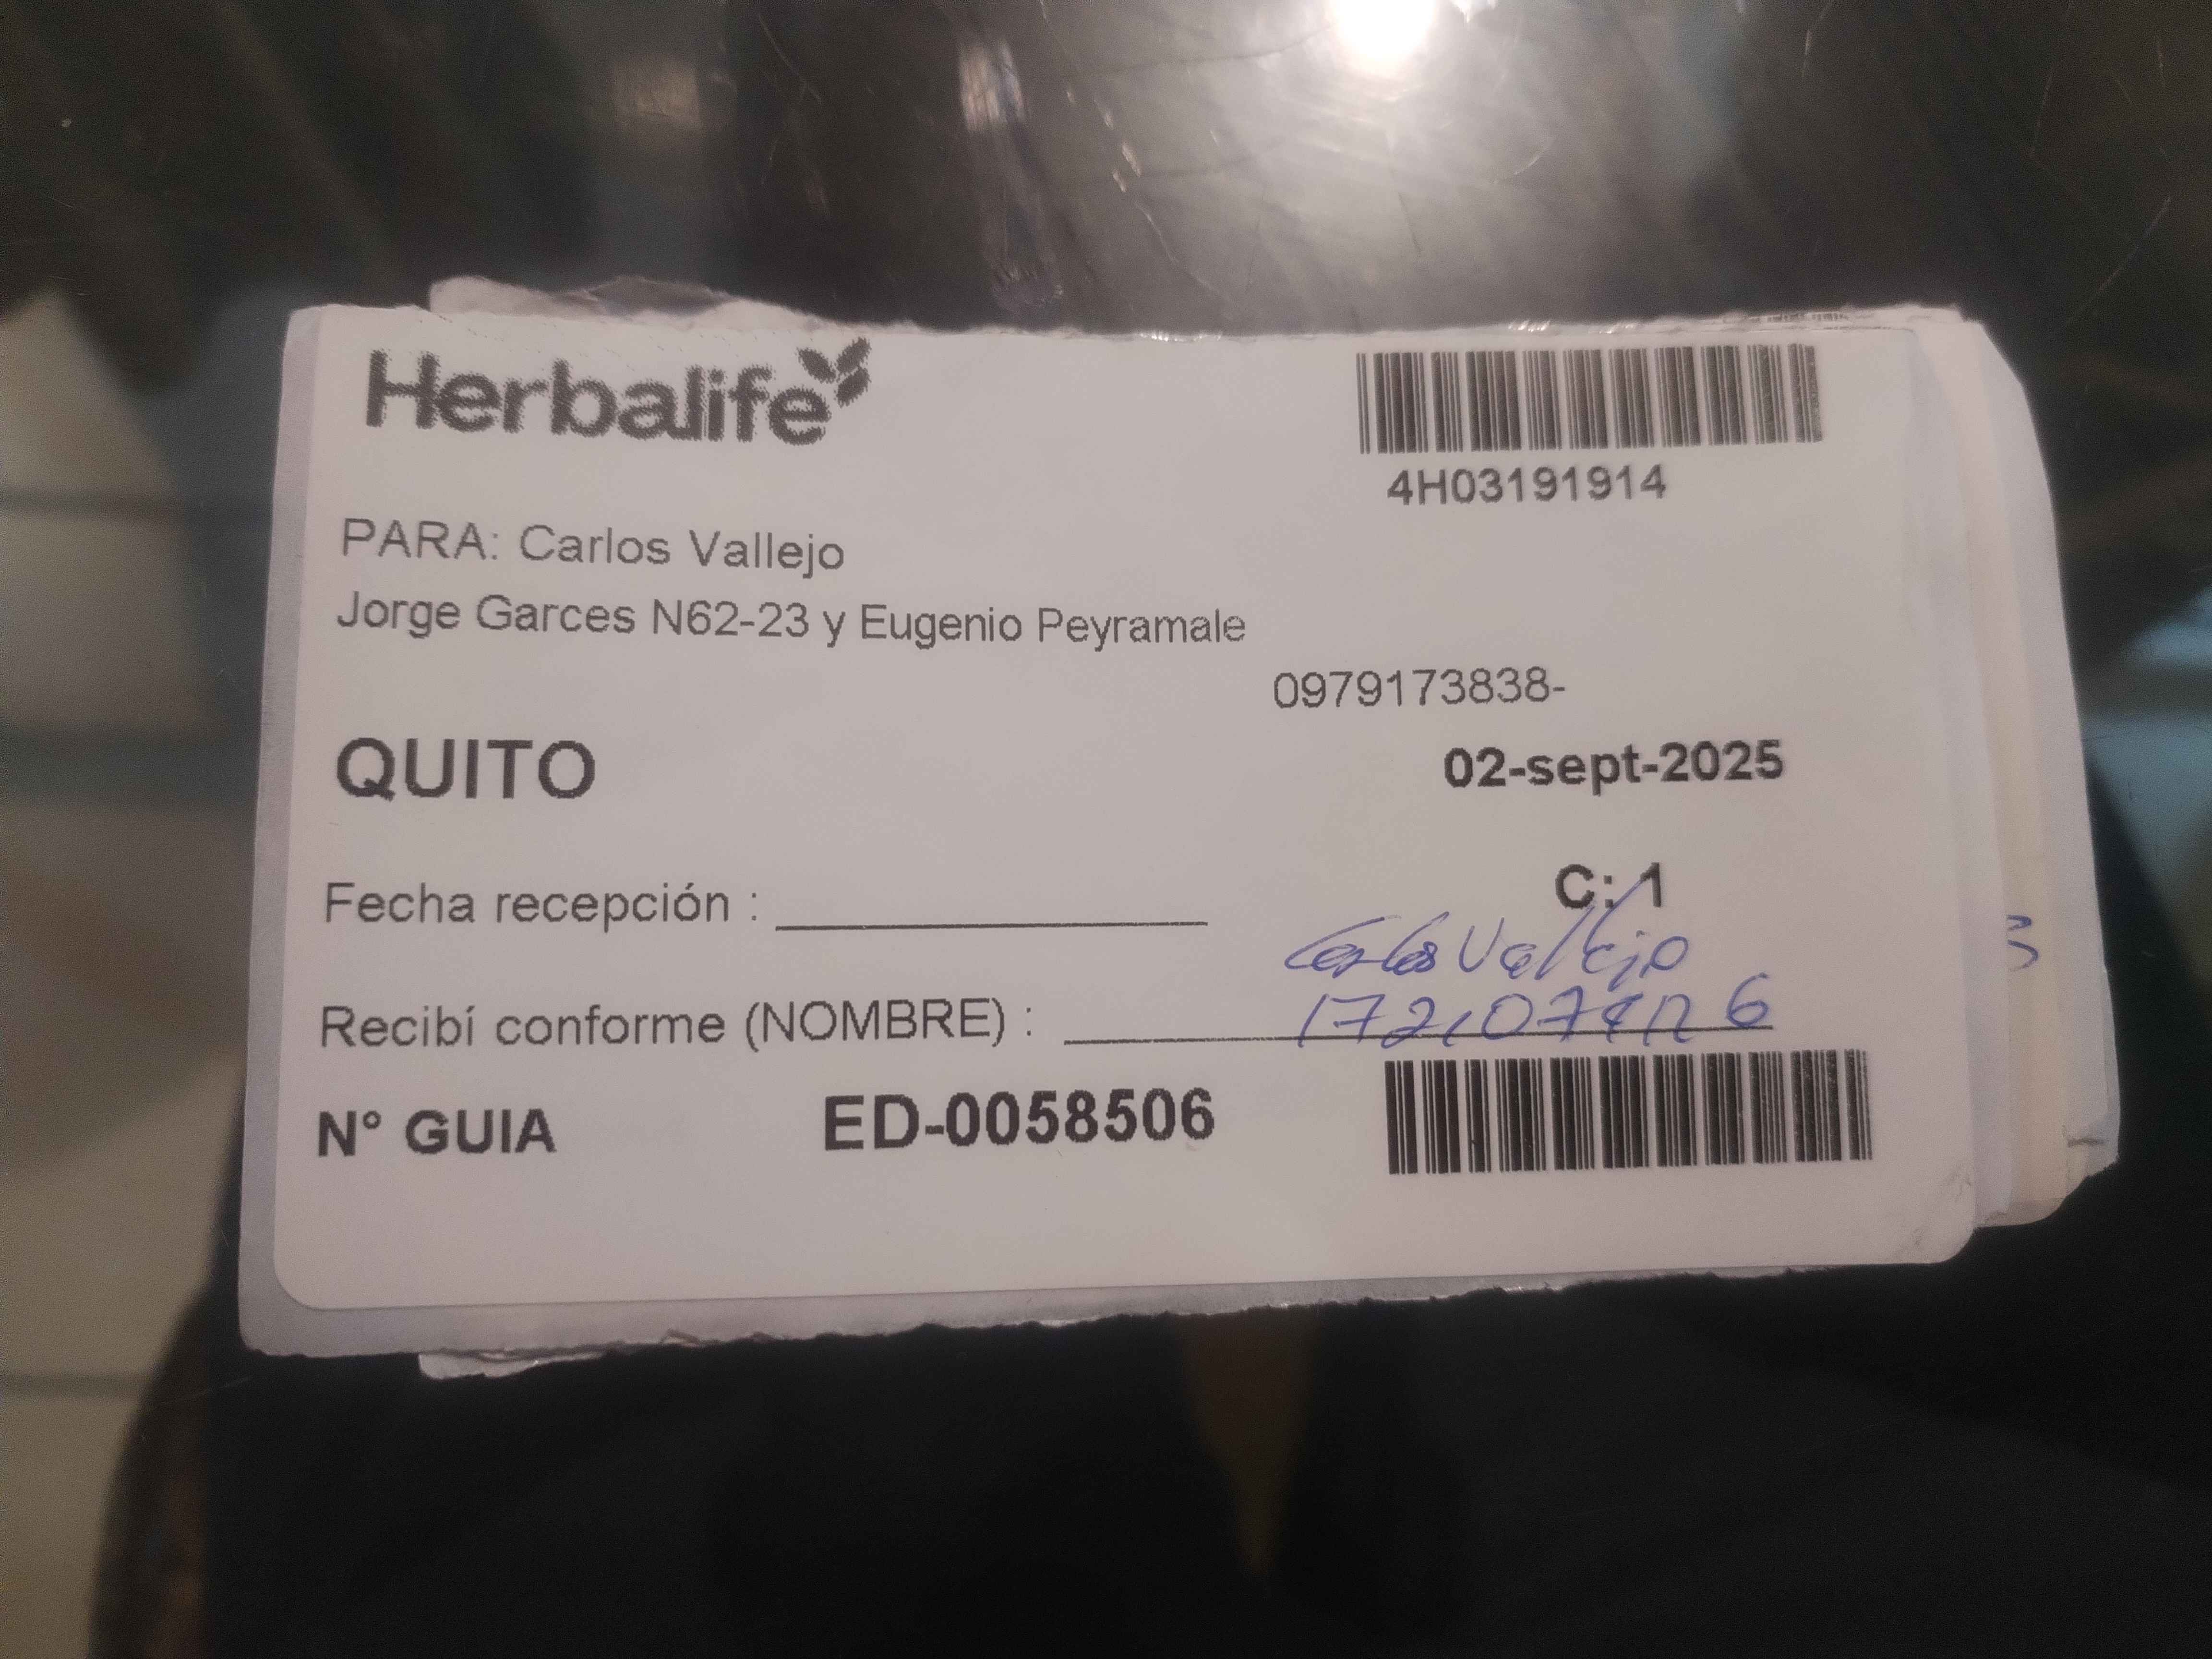 Herbalife
4H03191914
PARA: Carlos Vallejo
Jorge Garces N62-23 y Eugenio Peyramale
0979173838-
QUITO
02-sept-2025
C: 1
Fecha recepción :
Carlos Vallejo
Recibí conforme (NOMBRE) :
N° GUIA ED-0058506